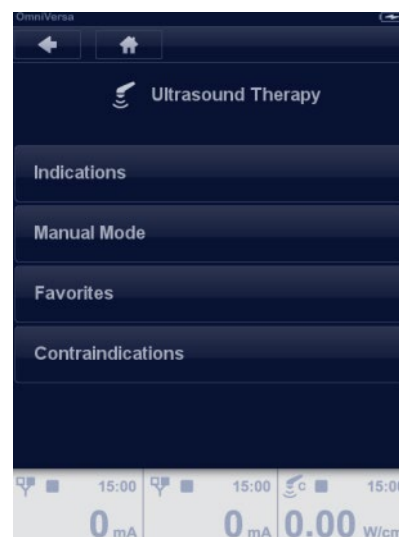 OmniVersa
Ultrasound Therapy
Indications
Manual Mode
Favorites
Contraindications
15:00 15:00 C 15:00
0 mA 0 mA 0.00 W/cm